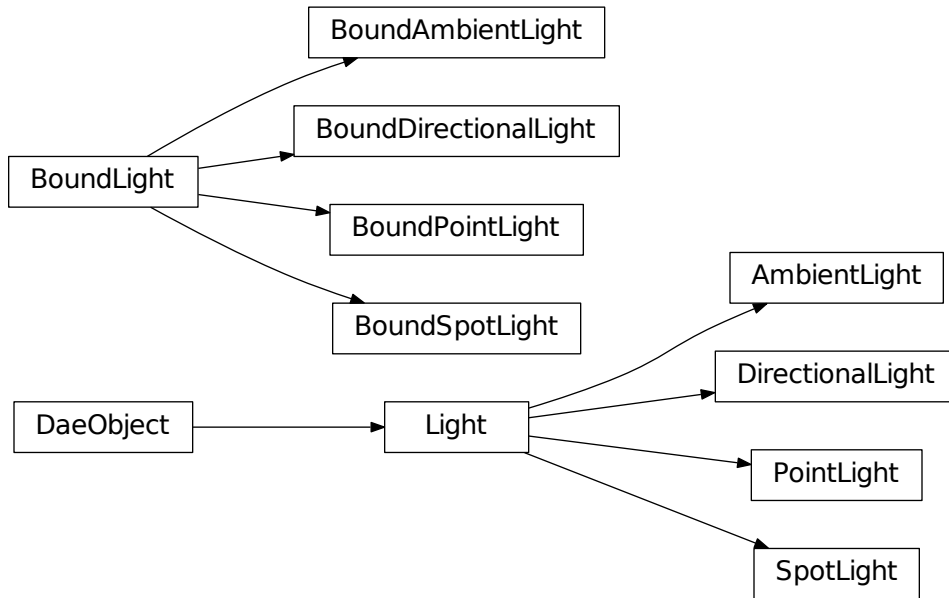 BoundAmbientLight
BoundDirectionalLight
BoundLight
BoundPointLight
BoundSpotLight
AmbientLight
DirectionalLight
DaeObject
Light
PointLight
SpotLight